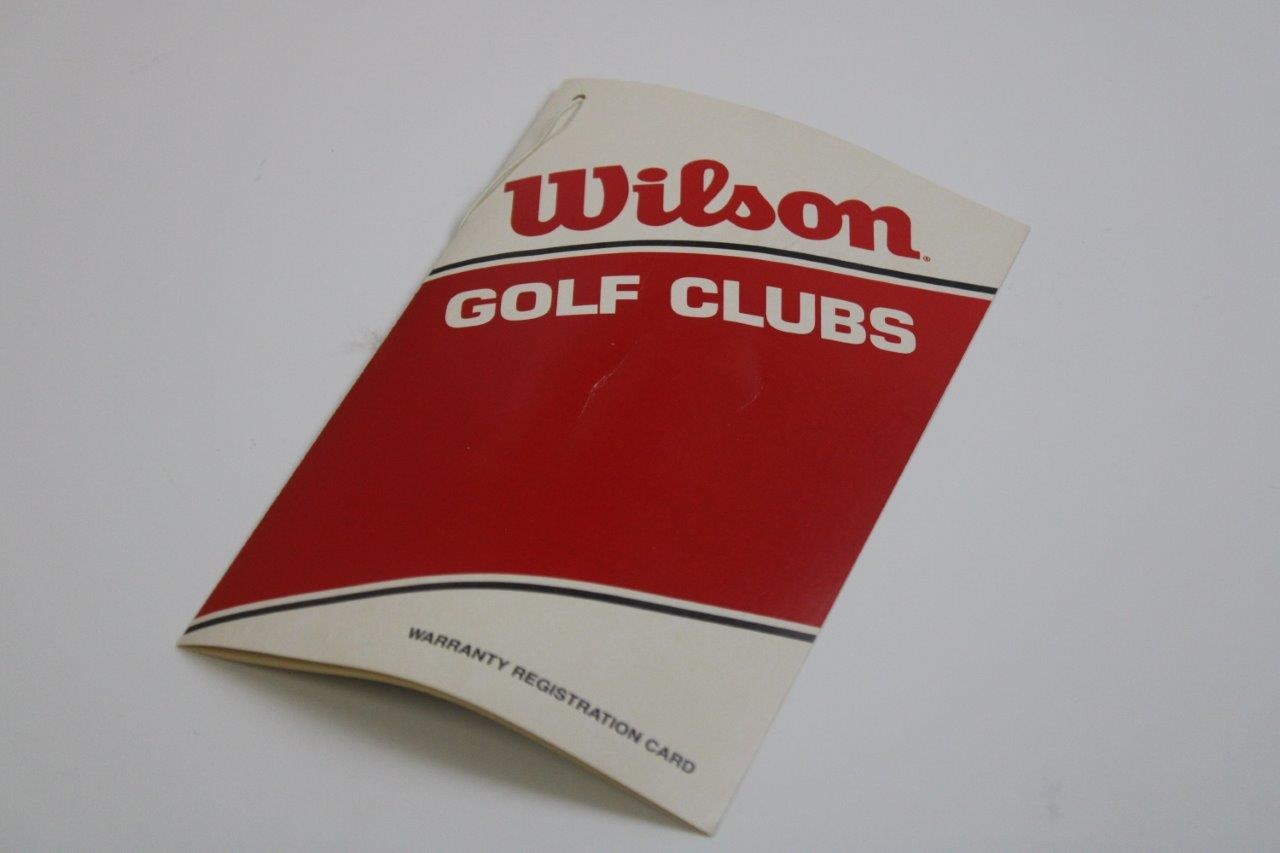 Wilson®
GOLF CLUBS
WARRANTY REGISTRATION CARD